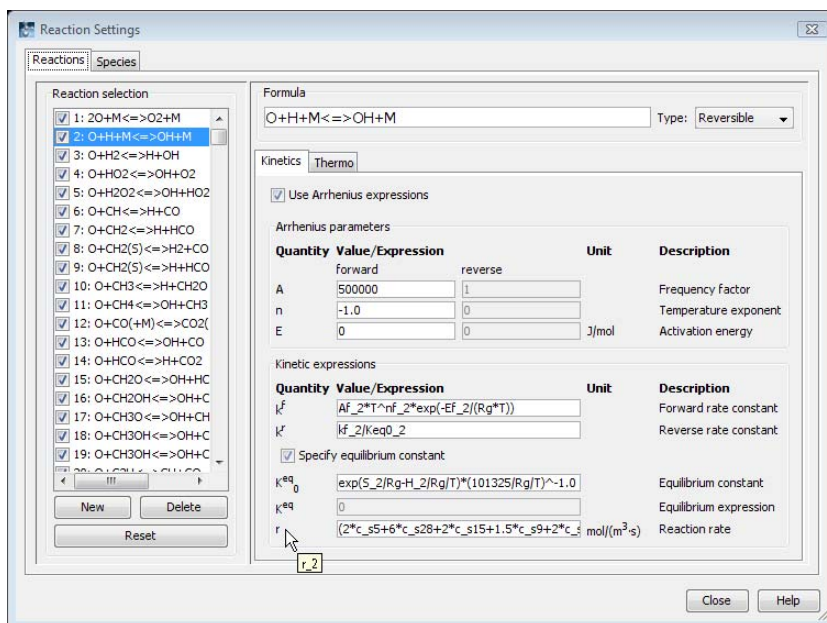 Reaction Settings
Reactions Species
Reaction selection
1: 2O+M<=>O2+M
2: O+H+M<=>OH+M
3: O+H2<=>H+OH
4: O+HO2<=>OH+O2
5: O+H2O2<=>OH+HO2
6: O+CH<=>H+CO
7: O+CH2<=>H+HCO
8: O+CH2(S)<=>H2+CO
9: O+CH2(S)<=>H+HCO
10: O+CH3<=>H+CH2O
11: O+CH4<=>OH+CH3
12: O+CO(+M)<=>CO2(
13: O+HCO<=>OH+CO
14: O+HCO<=>H+CO2
15: O+CH2O<=>OH+HC
16: O+CH2OH<=>OH+C
17: O+CH3O<=>OH+CH
18: O+CH3OH<=>OH+C
19: O+CH3OH<=>OH+C
New Delete
Reset
Formula
O+H+M<=>OH+M Type: Reversible
Kinetics Thermo
Use Arrhenius expressions
Arrhenius parameters
Quantity Value/Expression Unit Description
forward reverse
A 500000 1 Frequency factor
n -1.0 0 Temperature exponent
E 0 0 J/mol Activation energy
Kinetic expressions
Quantity Value/Expression Unit Description
k^f Af_2*T^nf_2*exp(-Ef_2/(Rg*T)) Forward rate constant
k^r kf_2/Keq0_2 Reverse rate constant
Specify equilibrium constant
K^eq_0 exp(S_2/Rg-H_2/Rg/T)*(101325/Rg/T)^-1.0 Equilibrium constant
K^eq 0 Equilibrium expression
r (2*c_s5+6*c_s28+2*c_s15+1.5*c_s9+2*c_s mol/(m³·s) Reaction rate
r_2
Close Help